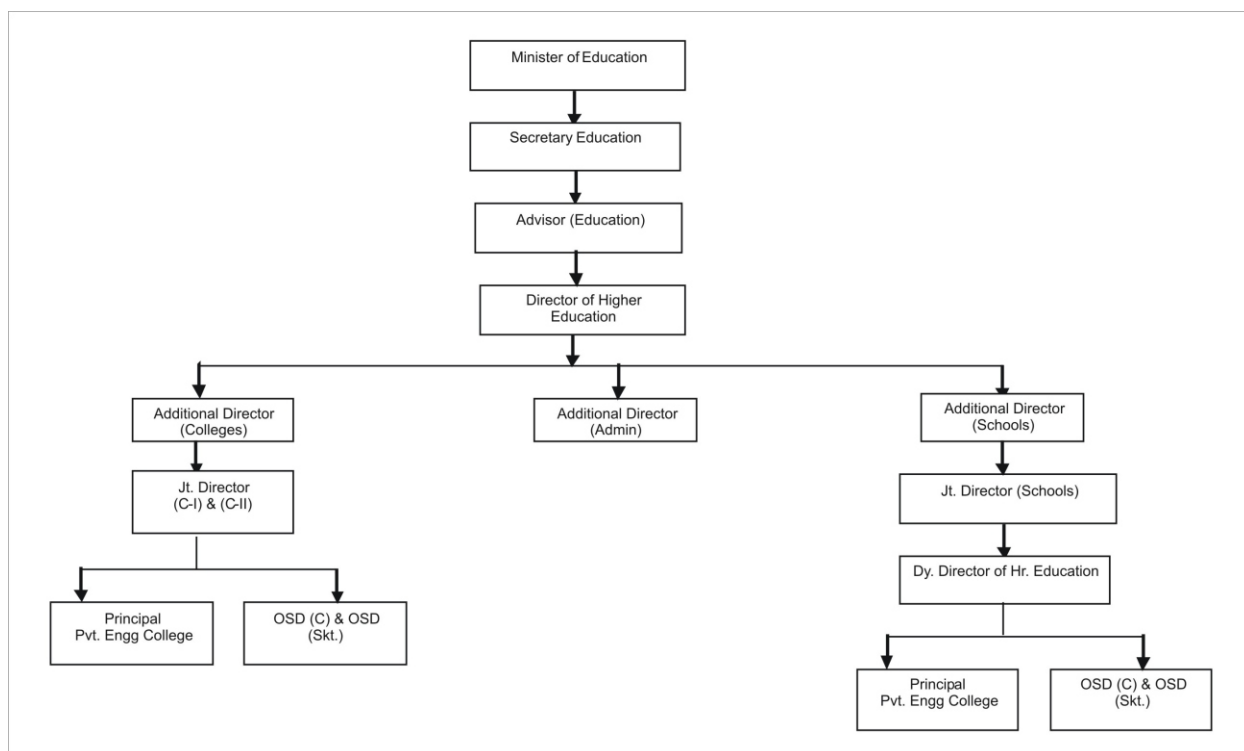 Minister of Education
Secretary Education
Advisor (Education)
Director of Higher
Education
Additional Director
(Colleges)
Additional Director
(Admin)
Additional Director
(Schools)
Jt. Director
(C-I) & (C-II)
Jt. Director (Schools)
Dy. Director of Hr. Education
Principal
Pvt. Engg College
OSD (C) & OSD
(Skt.)
Principal
Pvt. Engg College
OSD (C) & OSD
(Skt.)